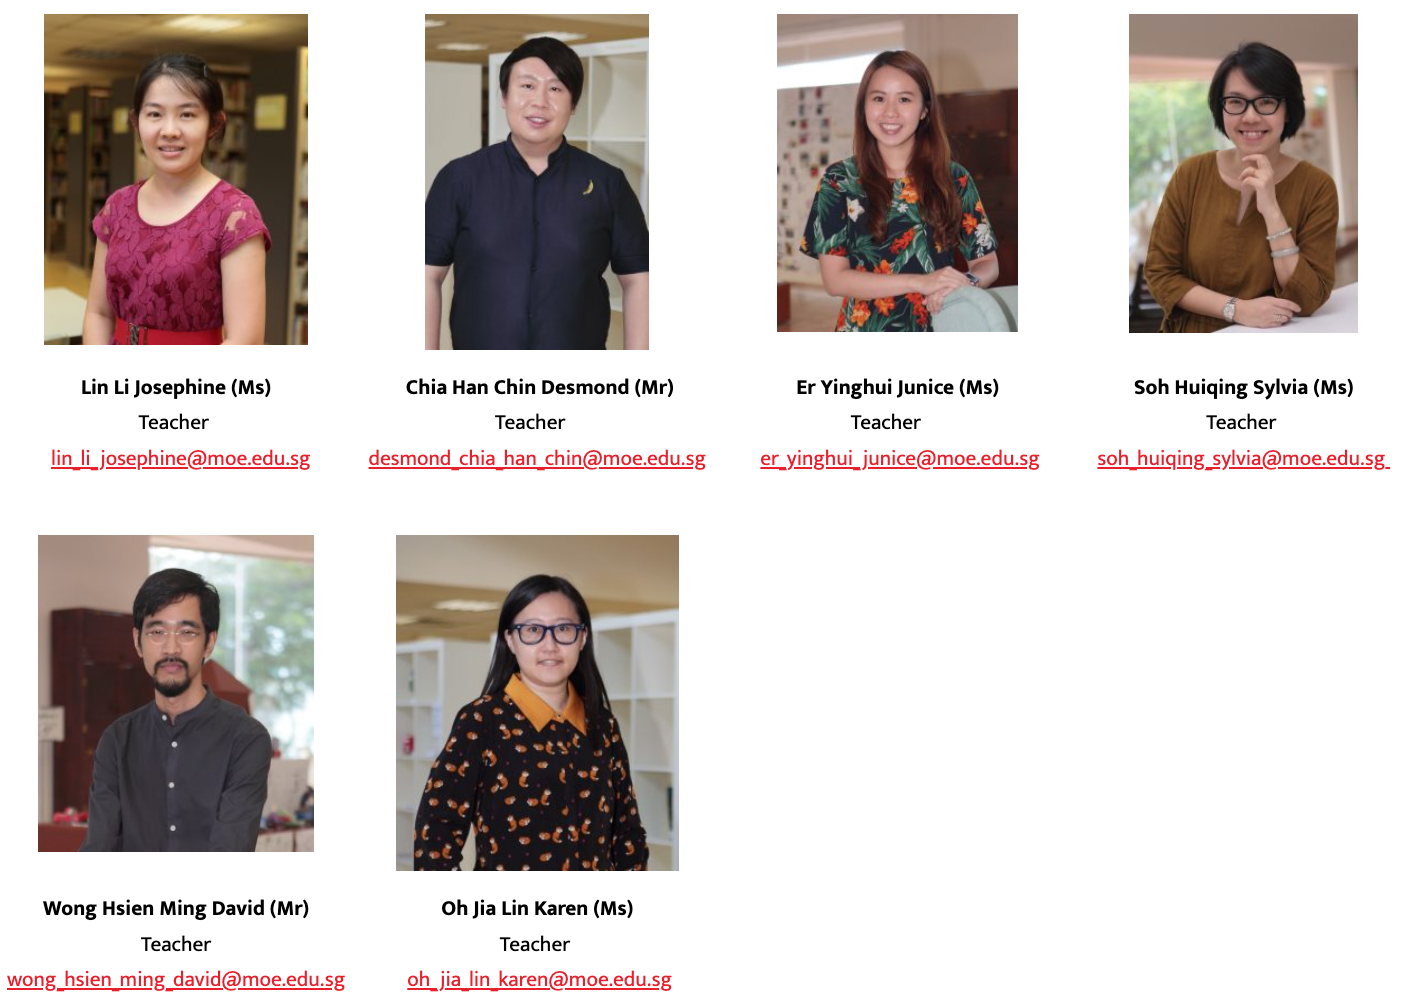 Lin Li Josephine (Ms)
Teacher
lin_li_josephine@moe.edu.sg
Chia Han Chin Desmond (Mr)
Teacher
desmond_chia_han_chin@moe.edu.sg
Er Yinghui Junice (Ms)
Teacher
er_yinghui_junice@moe.edu.sg
Soh Huiqing Sylvia (Ms)
Teacher
soh_huiqing_sylvia@moe.edu.sg
Wong Hsien Ming David (Mr)
Teacher
wong_hsien_ming_david@moe.edu.sg
Oh Jia Lin Karen (Ms)
Teacher
oh_jia_lin_karen@moe.edu.sg